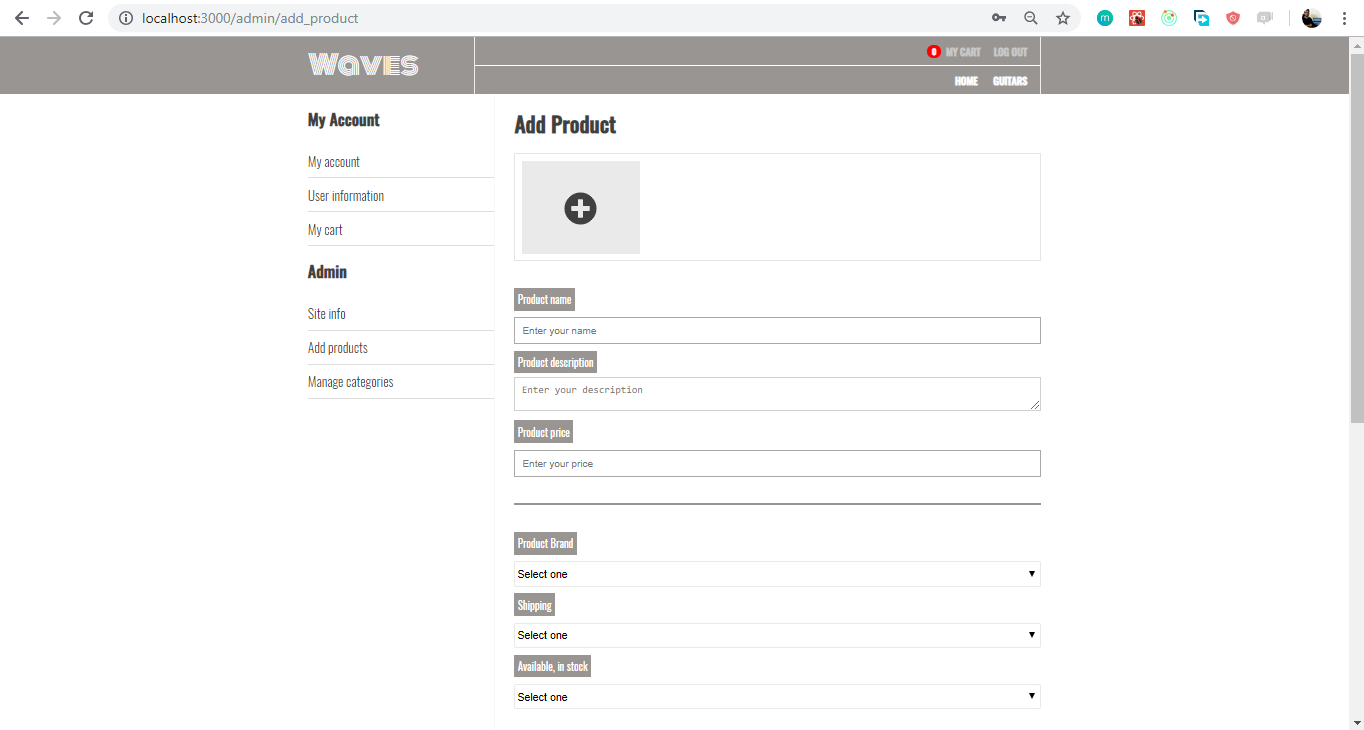 localhost:3000/admin/add_product
Waves
0 MY CART LOG OUT
HOME GUITARS
My Account
My account
User information
My cart
Admin
Site info
Add products
Manage categories
Add Product
Product name
Enter your name
Product description
Enter your description
Product price
Enter your price
Product Brand
Select one
Shipping
Select one
Available, in stock
Select one